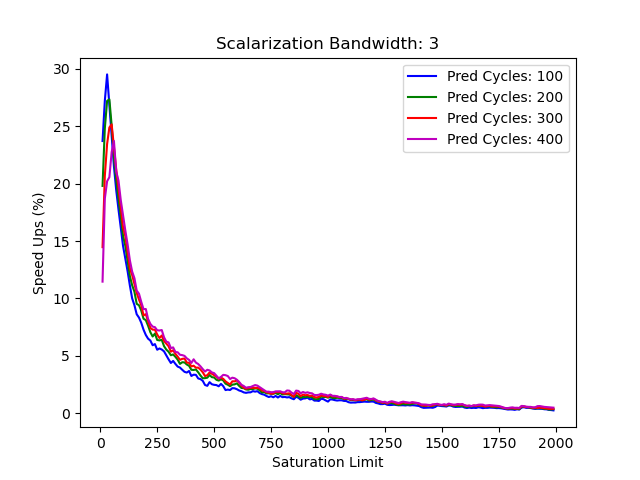 Scalarization Bandwidth: 3
Pred Cycles: 100
Pred Cycles: 200
Pred Cycles: 300
Pred Cycles: 400
Speed Ups (%)
30
25
20
15
10
5
0
0 250 500 750 1000 1250 1500 1750 2000
Saturation Limit